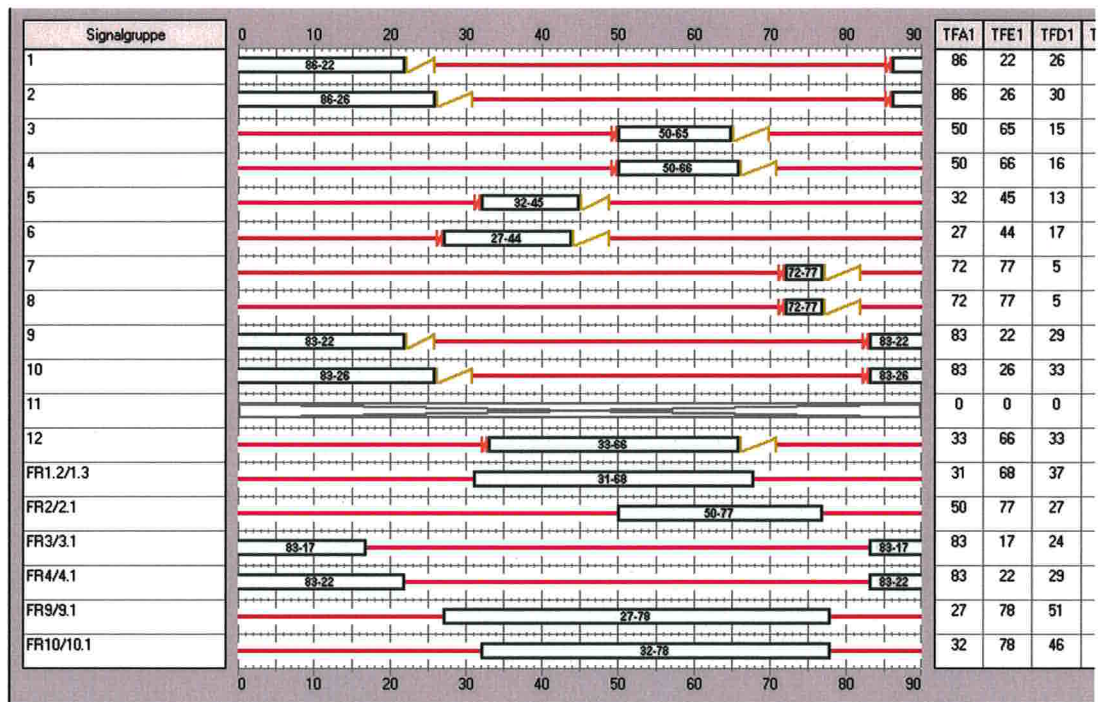 Signalgruppe 0 10 20 30 40 50 60 70 80 90 TFA1 TFE1 TFD1 T
1 86-22 86 22 26
2 86-26 86 26 30
3 50-65 50 65 15
4 50-66 50 66 16
5 32-45 32 45 13
6 27-44 27 44 17
7 72-77 72 77 5
8 72-77 72 77 5
9 83-22 83-22 83 22 29
10 83-26 83-26 83 26 33
11 0 0 0
12 33-66 33 66 33
FR1.2/1.3 31-68 31 68 37
FR2/2.1 50-77 50 77 27
FR3/3.1 83-17 83-17 83 17 24
FR4/4.1 83-22 83-22 83 22 29
FR9/9.1 27-78 27 78 51
FR10/10.1 32-78 32 78 46
0 10 20 30 40 50 60 70 80 90